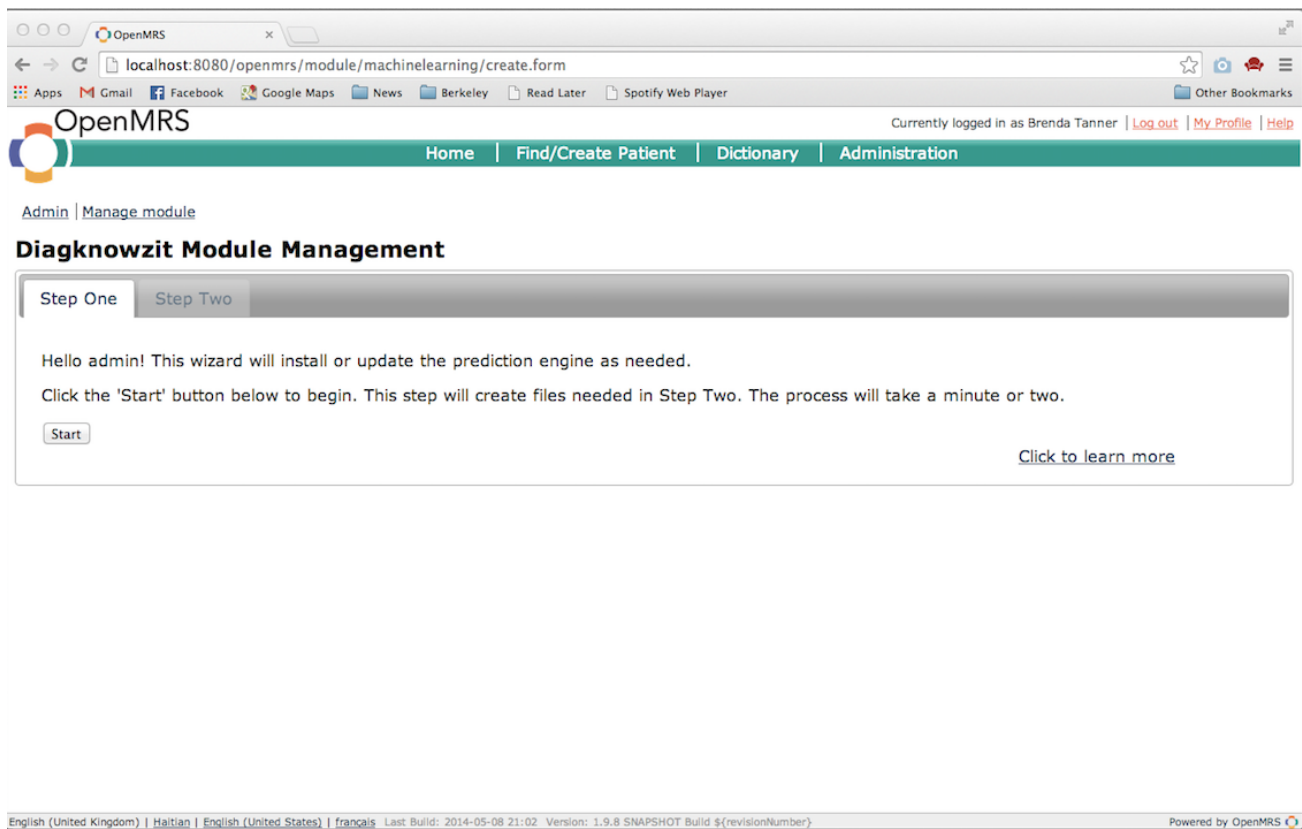 OpenMRS
localhost:8080/openmrs/module/machinelearning/create.form
Apps Gmail Facebook Google Maps News Berkeley Read Later Spotify Web Player Other Bookmarks
OpenMRS
Currently logged in as Brenda Tanner | Log out | My Profile | Help
Home | Find/Create Patient | Dictionary | Administration
Admin | Manage module
Diagknowzit Module Management
Step One Step Two
Hello admin! This wizard will install or update the prediction engine as needed.
Click the 'Start' button below to begin. This step will create files needed in Step Two. The process will take a minute or two.
Start
Click to learn more
English (United Kingdom) | Haitian | English (United States) | français Last Build: 2014-05-08 21:02 Version: 1.9.8 SNAPSHOT Build ${revisionNumber} Powered by OpenMRS